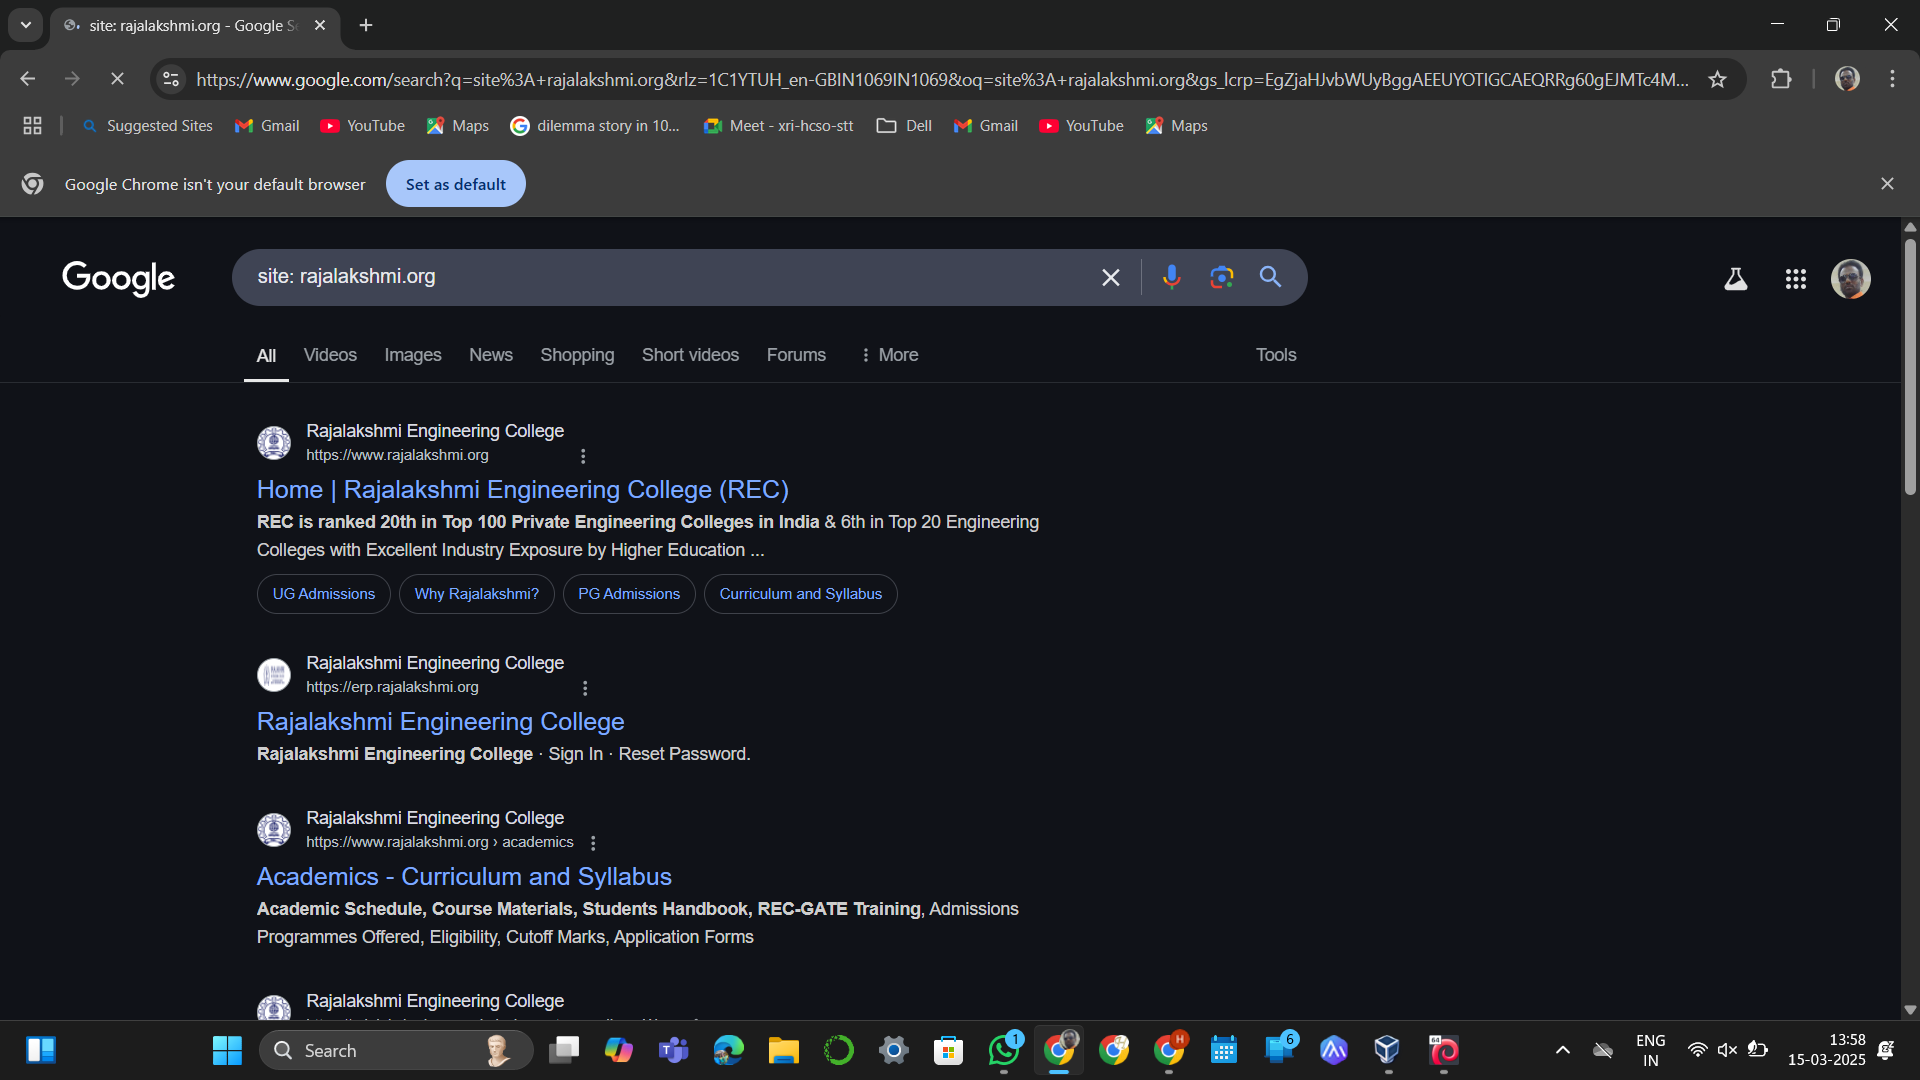 site: rajalakshmi.org - Google S
https://www.google.com/search?q=site%3A+rajalakshmi.org&rlz=1C1YTUH_en-GBIN1069IN1069&oq=site%3A+rajalakshmi.org&gs_lcrp=EgZjaHJvbWUyBggAEEUYOTIGCAEQRRg60gEJMTc4M...
Suggested Sites Gmail YouTube Maps dilemma story in 10... Meet - xri-hcso-stt Dell Gmail YouTube Maps
Google Chrome isn't your default browser Set as default
Google site: rajalakshmi.org
All Videos Images News Shopping Short videos Forums More Tools
Rajalakshmi Engineering College
https://www.rajalakshmi.org
Home | Rajalakshmi Engineering College (REC)
REC is ranked 20th in Top 100 Private Engineering Colleges in India & 6th in Top 20 Engineering
Colleges with Excellent Industry Exposure by Higher Education ...
UG Admissions Why Rajalakshmi? PG Admissions Curriculum and Syllabus
Rajalakshmi Engineering College
https://erp.rajalakshmi.org
Rajalakshmi Engineering College
Rajalakshmi Engineering College · Sign In · Reset Password.
Rajalakshmi Engineering College
https://www.rajalakshmi.org › academics
Academics - Curriculum and Syllabus
Academic Schedule, Course Materials, Students Handbook, REC-GATE Training, Admissions
Programmes Offered, Eligibility, Cutoff Marks, Application Forms
Rajalakshmi Engineering College
Search 1 H 6 64 ENG 13:58
IN 15-03-2025